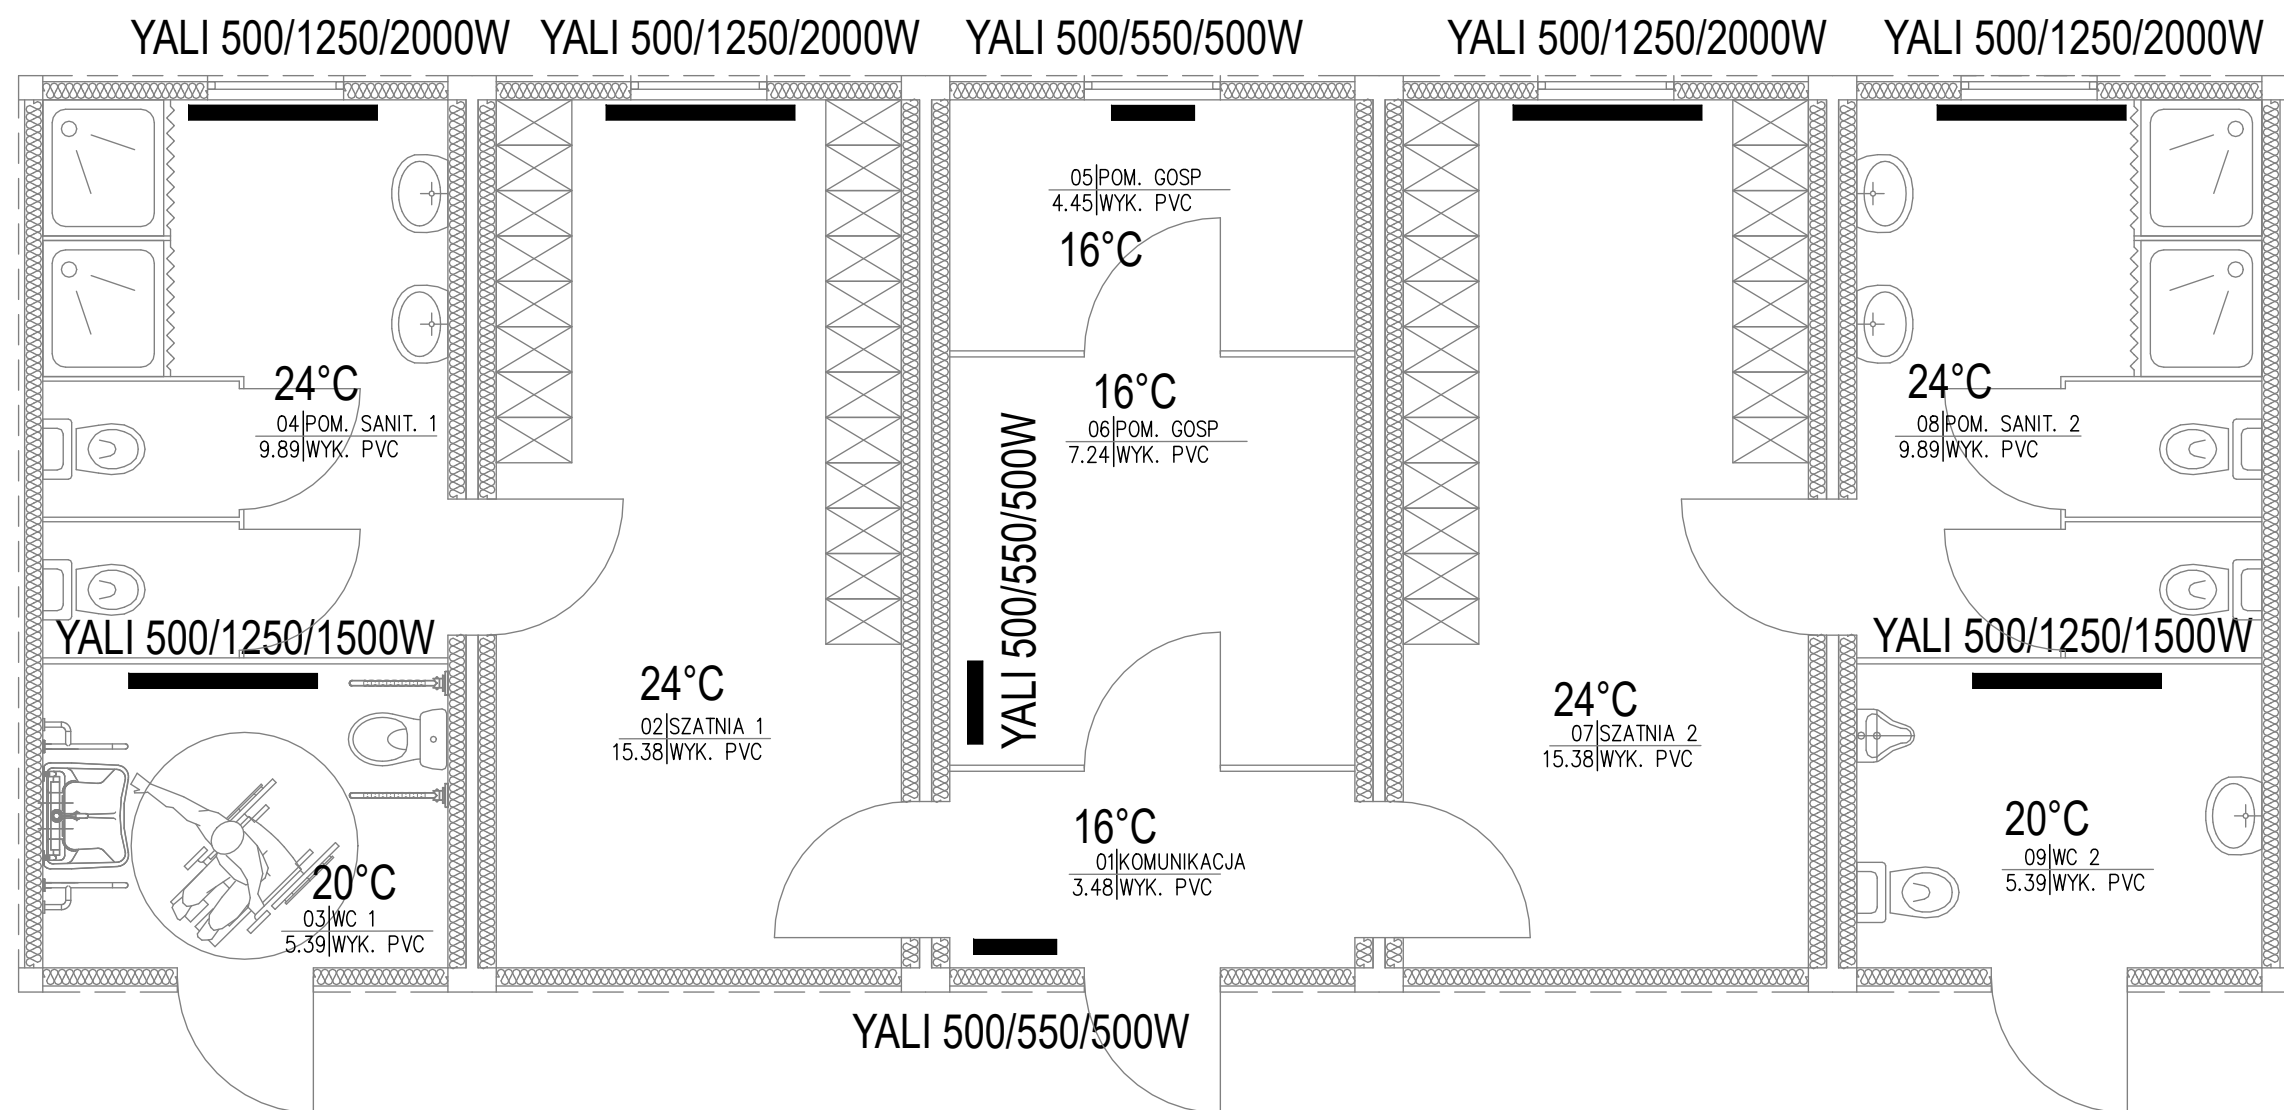 YALI 500/1250/2000W
YALI 500/1250/2000W
YALI 500/550/500W
YALI 500/1250/2000W
YALI 500/1250/2000W
05 POM. GOSP
4.45 WYK. PVC
16°C
24°C
04 POM. SANIT. 1
9.89 WYK. PVC
16°C
06 POM. GOSP
7.24 WYK. PVC
24°C
08 POM. SANIT. 2
9.89 WYK. PVC
YALI 500/550/500W
YALI 500/1250/1500W
YALI 500/1250/1500W
24°C
02 SZATNIA 1
15.38 WYK. PVC
24°C
07 SZATNIA 2
15.38 WYK. PVC
16°C
01 KOMUNIKACJA
3.48 WYK. PVC
20°C
09 WC 2
5.39 WYK. PVC
20°C
03 WC 1
5.39 WYK. PVC
YALI 500/550/500W